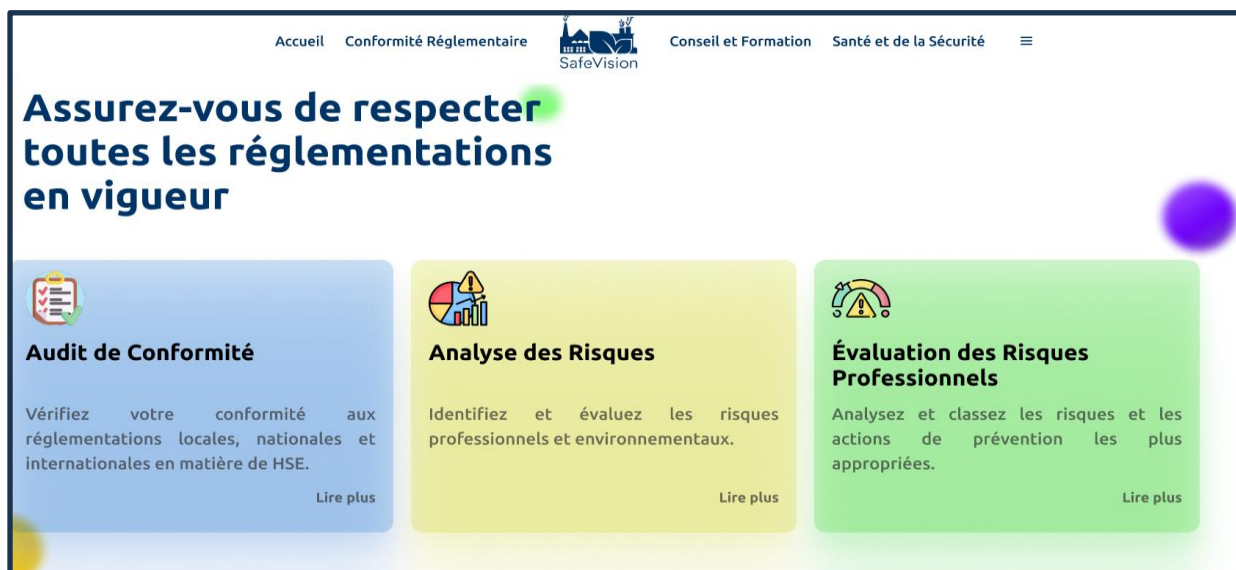 Accueil Conformité Réglementaire SafeVision Conseil et Formation Santé et de la Sécurité
Assurez-vous de respecter
toutes les réglementations
en vigueur
Audit de Conformité
Vérifiez votre conformité aux
réglementations locales, nationales et
internationales en matière de HSE.
Lire plus
Analyse des Risques
Identifiez et évaluez les risques
professionnels et environnementaux.
Lire plus
Évaluation des Risques
Professionnels
Analysez et classez les risques et les
actions de prévention les plus
appropriées.
Lire plus